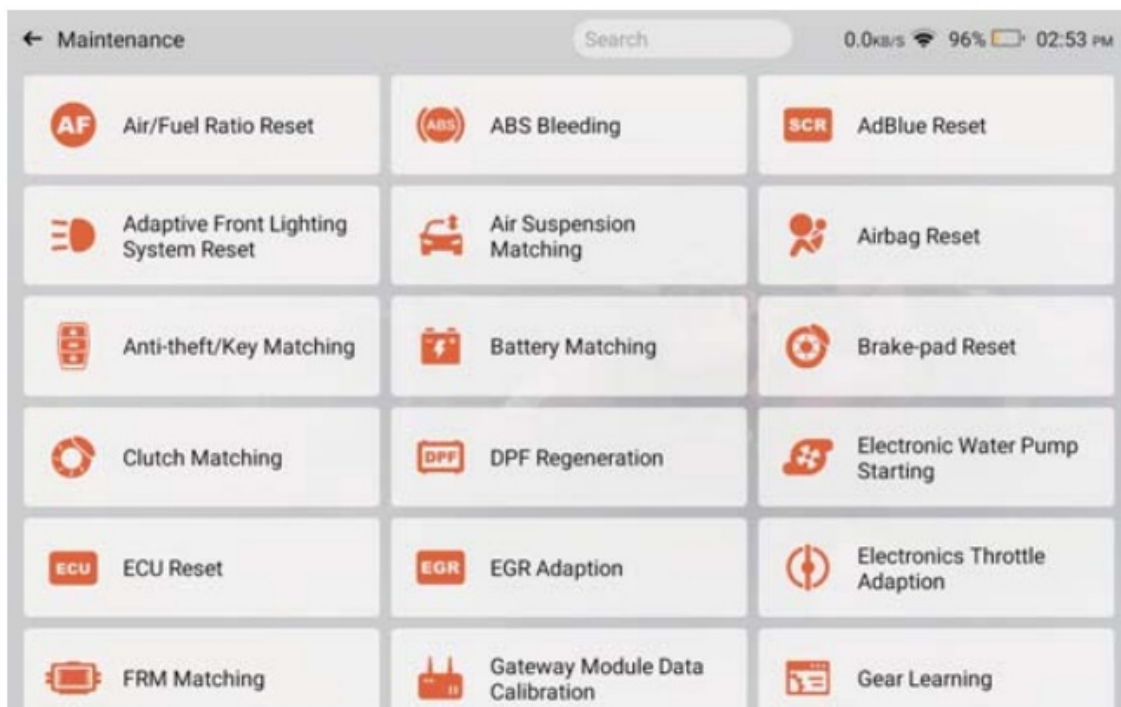 ← Maintenance
Search
0.0KB/S 96% 02:53 PM
AF
Air/Fuel Ratio Reset
ABS
ABS Bleeding
SCR
AdBlue Reset
Adaptive Front Lighting
System Reset
Air Suspension
Matching
Airbag Reset
Anti-theft/Key Matching
Battery Matching
Brake-pad Reset
Clutch Matching
DPF
DPF Regeneration
Electronic Water Pump
Starting
ECU
ECU Reset
EGR
EGR Adaption
Electronics Throttle
Adaption
FRM Matching
Gateway Module Data
Calibration
Gear Learning